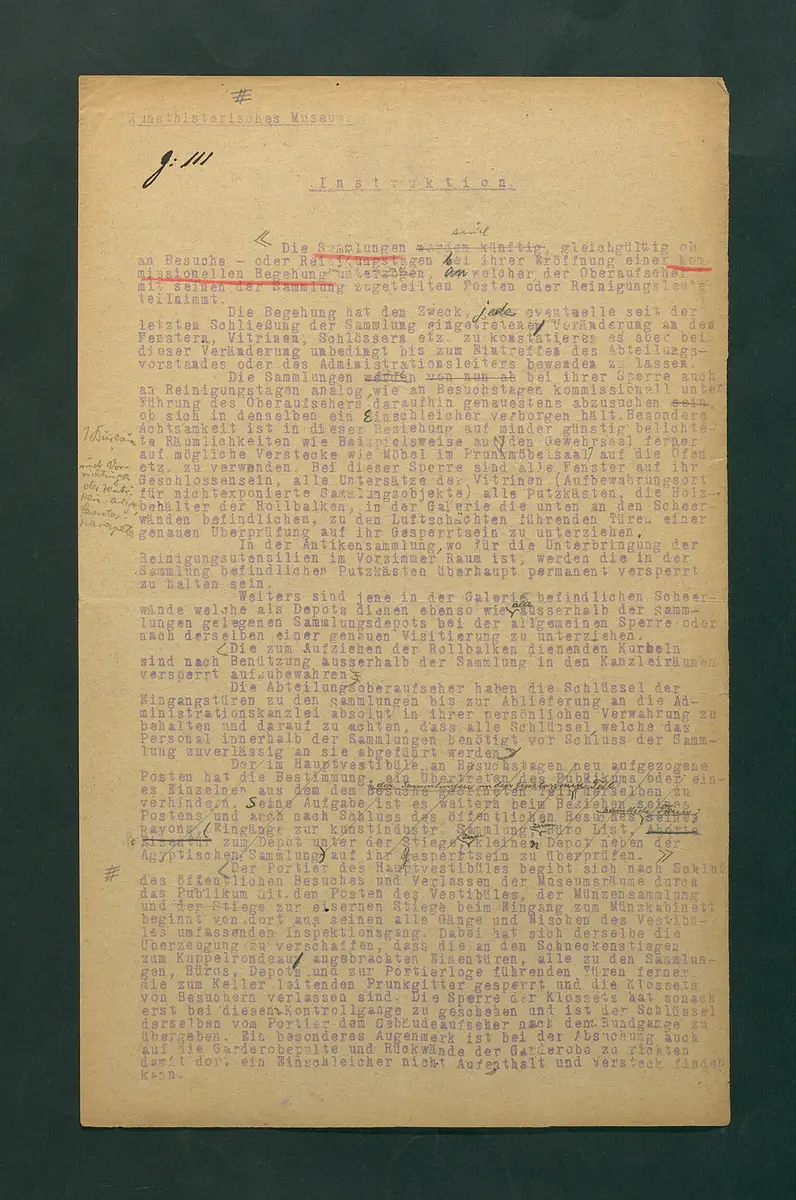 #
Kunsthistorisches Museum.
g: 111
Instruktion.
sind
Die Sammlungen werden künftig, gleichgültig ob
an Besuchs - oder Reinigungstagen bei ihrer Eröffnung einer kom-
missionellen Begehung unterzogen, an welcher der Oberaufseher
mit seinen der Sammlung zugeteilten Posten oder Reinigungsleute
teilnimmt.
Die Begehung hat den Zweck, jede eventuelle seit der
letzten Schließung der Sammlung eingetretene Veränderung an den
Fenstern, Vitrinen, Schlössern etz. zu konstatieren es aber bei
dieser Veränderung unbedingt bis zum Eintreffen des Abteilungs-
vorstandes oder des Administrationsleiters bewenden zu lassen.
Die Sammlungen von nun ab bei ihrer Sperre auch
an Reinigungstagen analog wie an Besuchstagen kommissionell unter
Führung des Oberaufsehers daraufhin genauestens abzusuchen sein,
ob sich in denselben ein Einschleicher verborgen hält. Besondere
Achtsamkeit ist in dieser Beziehung auf minder günstig belichte-
te Räumlichkeiten wie Beispielsweise auf den Gewehrsaal ferner
auf mögliche Verstecke wie Möbel im Prunkmöbelsaal auf die Öfen
etz. zu verwenden. Bei dieser Sperre sind alle Fenster auf ihr
Geschlossensein, alle Untersätze der Vitrinen (Aufbewahrungsort
für nichtexponierte Sammlungsobjekte) alle Putzkästen, die Holz-
behälter der Rollbalken, in der Galerie die unten an den Scheer-
wänden befindlichen, zu den Luftschächten führenden Türen einer
genauen Überprüfung auf ihr Gesperrtsein zu unterziehen.
In der Antikensammlung, wo für die Unterbringung der
Reinigungsutensilien im Vorzimmer Raum ist, werden die in der
Sammlung befindlichen Putzkästen überhaupt permanent versperrt
zu halten sein.
Weiters sind jene in der Galerie befindlichen Scheer-
wände welche als Depots dienen ebenso wie alle ausserhalb der Samm-
lungen gelegenen Sammlungsdepots bei der allgemeinen Sperre oder
nach derselben einer genauen Visitierung zu unterziehen.
Die zum Aufziehen der Rollbalken dienenden Kurbeln
sind nach Benützung ausserhalb der Sammlung in den Kanzleiräumen
versperrt aufzubewahren.
Die Abteilungsoberaufseher haben die Schlüssel der
Eingangstüren zu den Sammlungen bis zur Ablieferung an die Ad-
ministrationskanzlei absolut in ihrer persönlichen Verwahrung zu
behalten und darauf zu achten, dass alle Schlüssel, welche das
Personal innerhalb der Sammlungen benötigt vor Schluss der Samm-
lung zuverlässig an sie abgeführt werden.
Der im Hauptvestibüle an Besuchstagen neu aufgezogene
Posten hat die Bestimmung, ein Übertreten des Publikums oder ein-
es Einzelnen aus dem dem Besuche geöffneten Teil derselben zu
verhindern. Seine Aufgabe ist es weiters beim Beziehen seines
Postens und auch nach Schluss des öffentlichen Besuches seines
Rayons, Eingänge zur kunstindustr. Sammlung, zum Büro List, Aborte
zum Depot unter der Stiege, zum kleinen Depot neben der
Ägyptischen Sammlung auf ihr Gesperrtsein zu überprüfen.
#
Der Portier des Hauptvestibüles begibt sich nach Schluß
des öffentlichen Besuches und Verlassen der Museumsräume durch
das Publikum mit den Posten des Vestibüles, der Münzensammlung
und der Stiege zur eisernen Stiege beim Eingang zum Münzkabinett
beginnt von dort aus seinen alle Gänge und Nischen des Vestibü-
les umfassenden Inspektionsgang. Dabei hat sich derselbe die
Überzeugung zu verschaffen, dass die an den Schneckenstiegen
zum Kuppelrondeau angebrachten Eisentüren, alle zu den Sammlun-
gen, Büros, Depots und zur Portierloge führenden Türen ferner
die zum Keller leitenden Prunkgitter gesperrt und die Klossets
von Besuchern verlassen sind. Die Sperre der Klossets hat sonach
erst bei diesen Kontrollgange zu geschehen und ist der Schlüssel
derselben vom Portier dem Gebäudeaufseher nach dem Rundgange zu
übergeben. Ein besonderes Augenmerk ist bei der Absuchung auch
auf die Garderobepulte und Rückwände der Garderobe zu richten
damit dort ein Einschleicher nicht Aufenthalt und Versteck finden
kann.